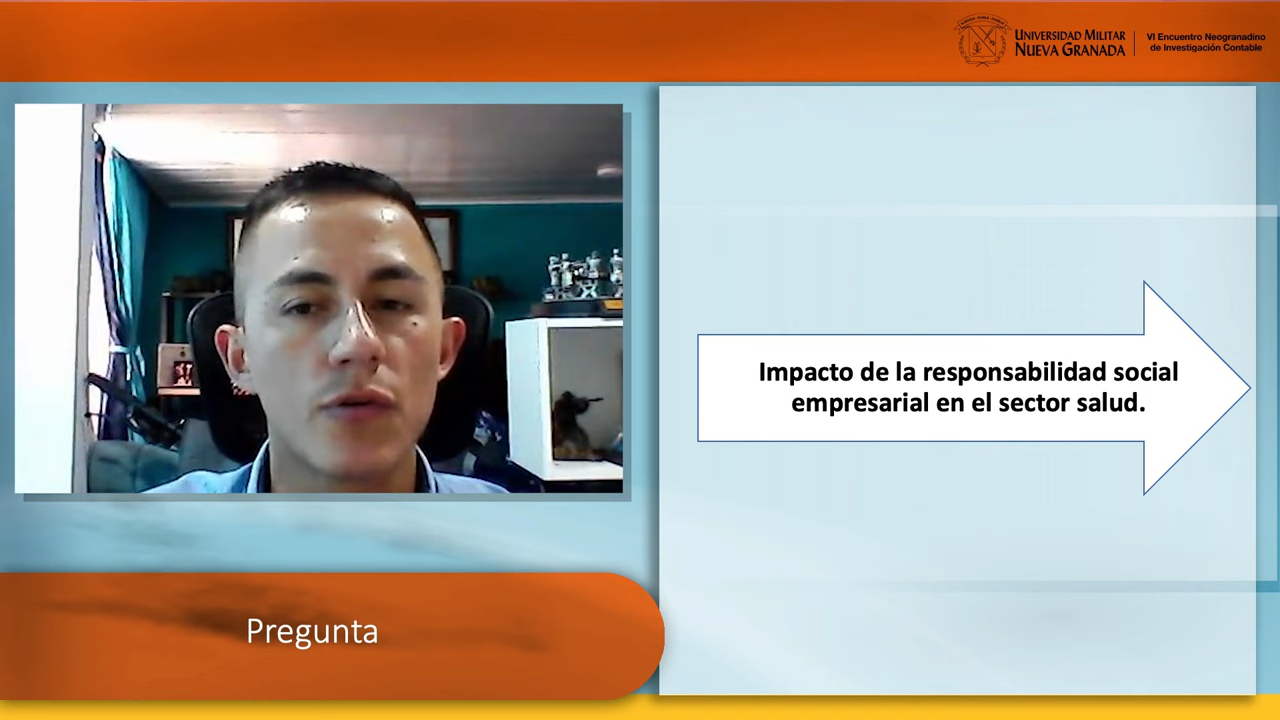 UNIVERSIDAD MILITAR
NUEVA GRANADA
VI Encuentro Neogranadino
de Investigación Contable
Impacto de la responsabilidad social
empresarial en el sector salud.
Pregunta